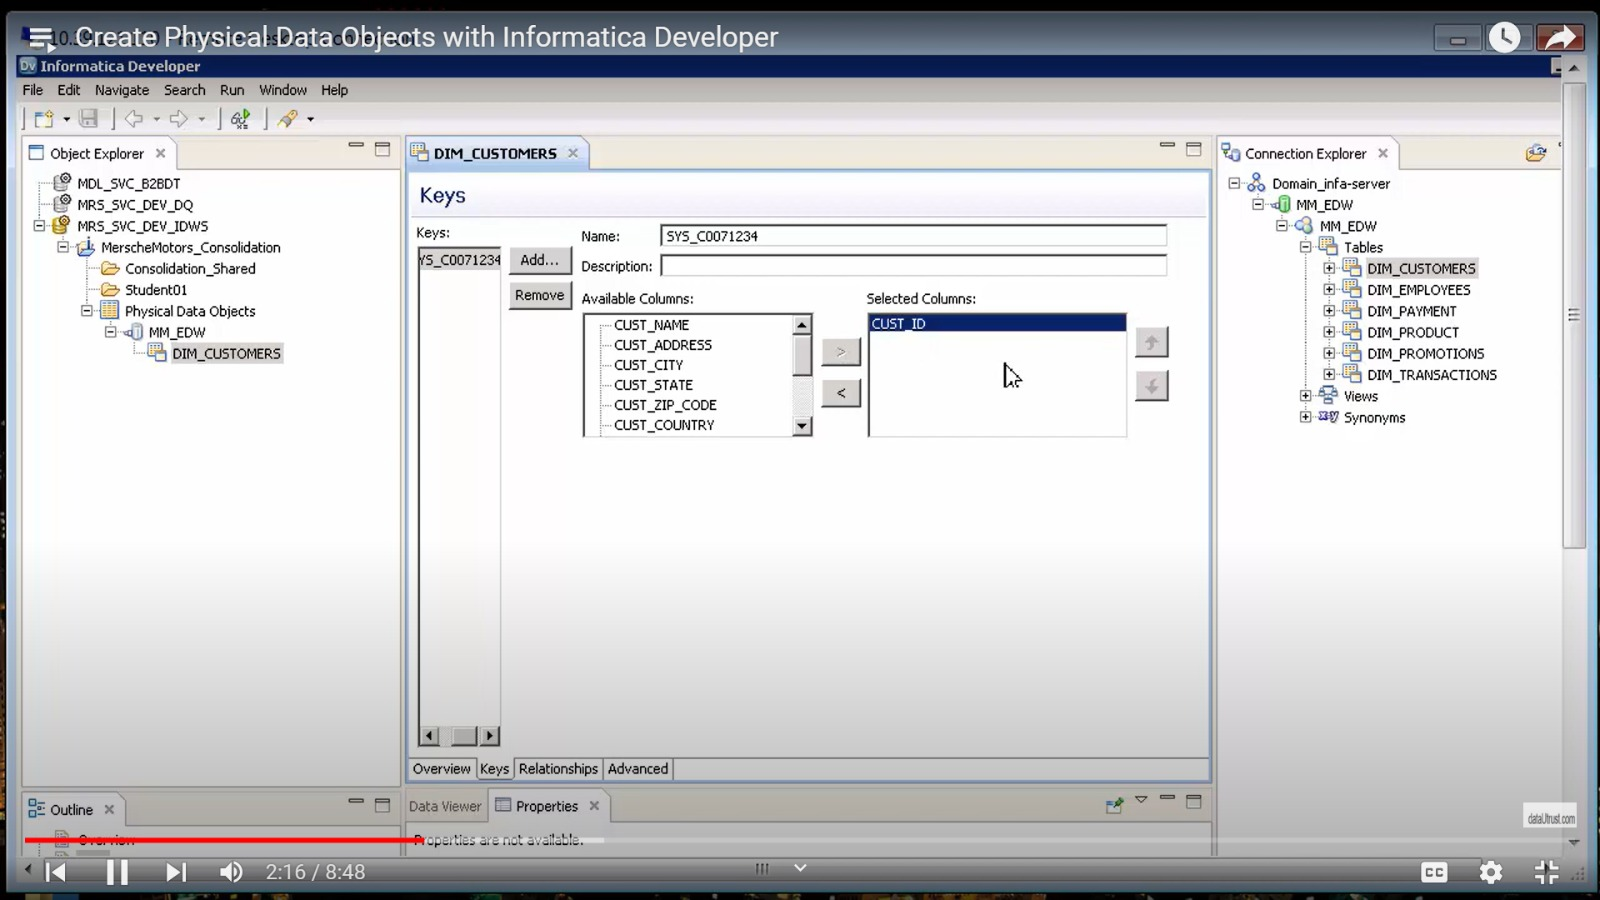 Create Physical Data Objects with Informatica Developer
Informatica Developer
File Edit Navigate Search Run Window Help
Object Explorer
MDL_SVC_B2BDT
MRS_SVC_DEV_DQ
MRS_SVC_DEV_IDWS
MerscheMotors_Consolidation
Consolidation_Shared
Student01
Physical Data Objects
MM_EDW
DIM_CUSTOMERS
DIM_CUSTOMERS
Keys
Keys:
YS_C0071234
Add...
Remove
Name: SYS_C0071234
Description:
Available Columns:
CUST_NAME
CUST_ADDRESS
CUST_CITY
CUST_STATE
CUST_ZIP_CODE
CUST_COUNTRY
>
<
Selected Columns:
CUST_ID
Overview Keys Relationships Advanced
Connection Explorer
Domain_infa-server
MM_EDW
MM_EDW
Tables
DIM_CUSTOMERS
DIM_EMPLOYEES
DIM_PAYMENT
DIM_PRODUCT
DIM_PROMOTIONS
DIM_TRANSACTIONS
Views
Synonyms
Outline
Overview
Data Viewer Properties
Properties are not available.
dataUtrust.com
2:16 / 8:48
CC